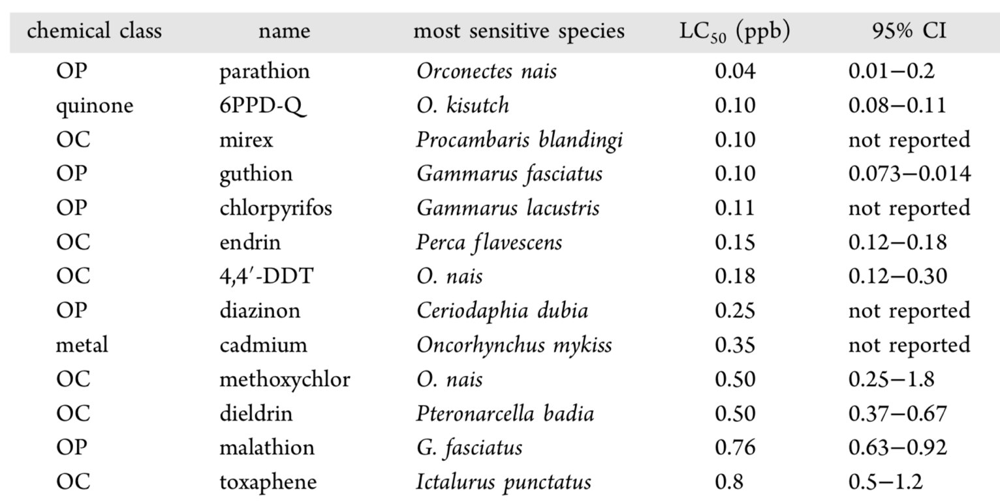 chemical class name most sensitive species LC₅₀ (ppb) 95% CI
OP parathion Orconectes nais 0.04 0.01−0.2
quinone 6PPD-Q O. kisutch 0.10 0.08−0.11
OC mirex Procambaris blandingi 0.10 not reported
OP guthion Gammarus fasciatus 0.10 0.073−0.014
OP chlorpyrifos Gammarus lacustris 0.11 not reported
OC endrin Perca flavescens 0.15 0.12−0.18
OC 4,4′-DDT O. nais 0.18 0.12−0.30
OP diazinon Ceriodaphia dubia 0.25 not reported
metal cadmium Oncorhynchus mykiss 0.35 not reported
OC methoxychlor O. nais 0.50 0.25−1.8
OC dieldrin Pteronarcella badia 0.50 0.37−0.67
OP malathion G. fasciatus 0.76 0.63−0.92
OC toxaphene Ictalurus punctatus 0.8 0.5−1.2